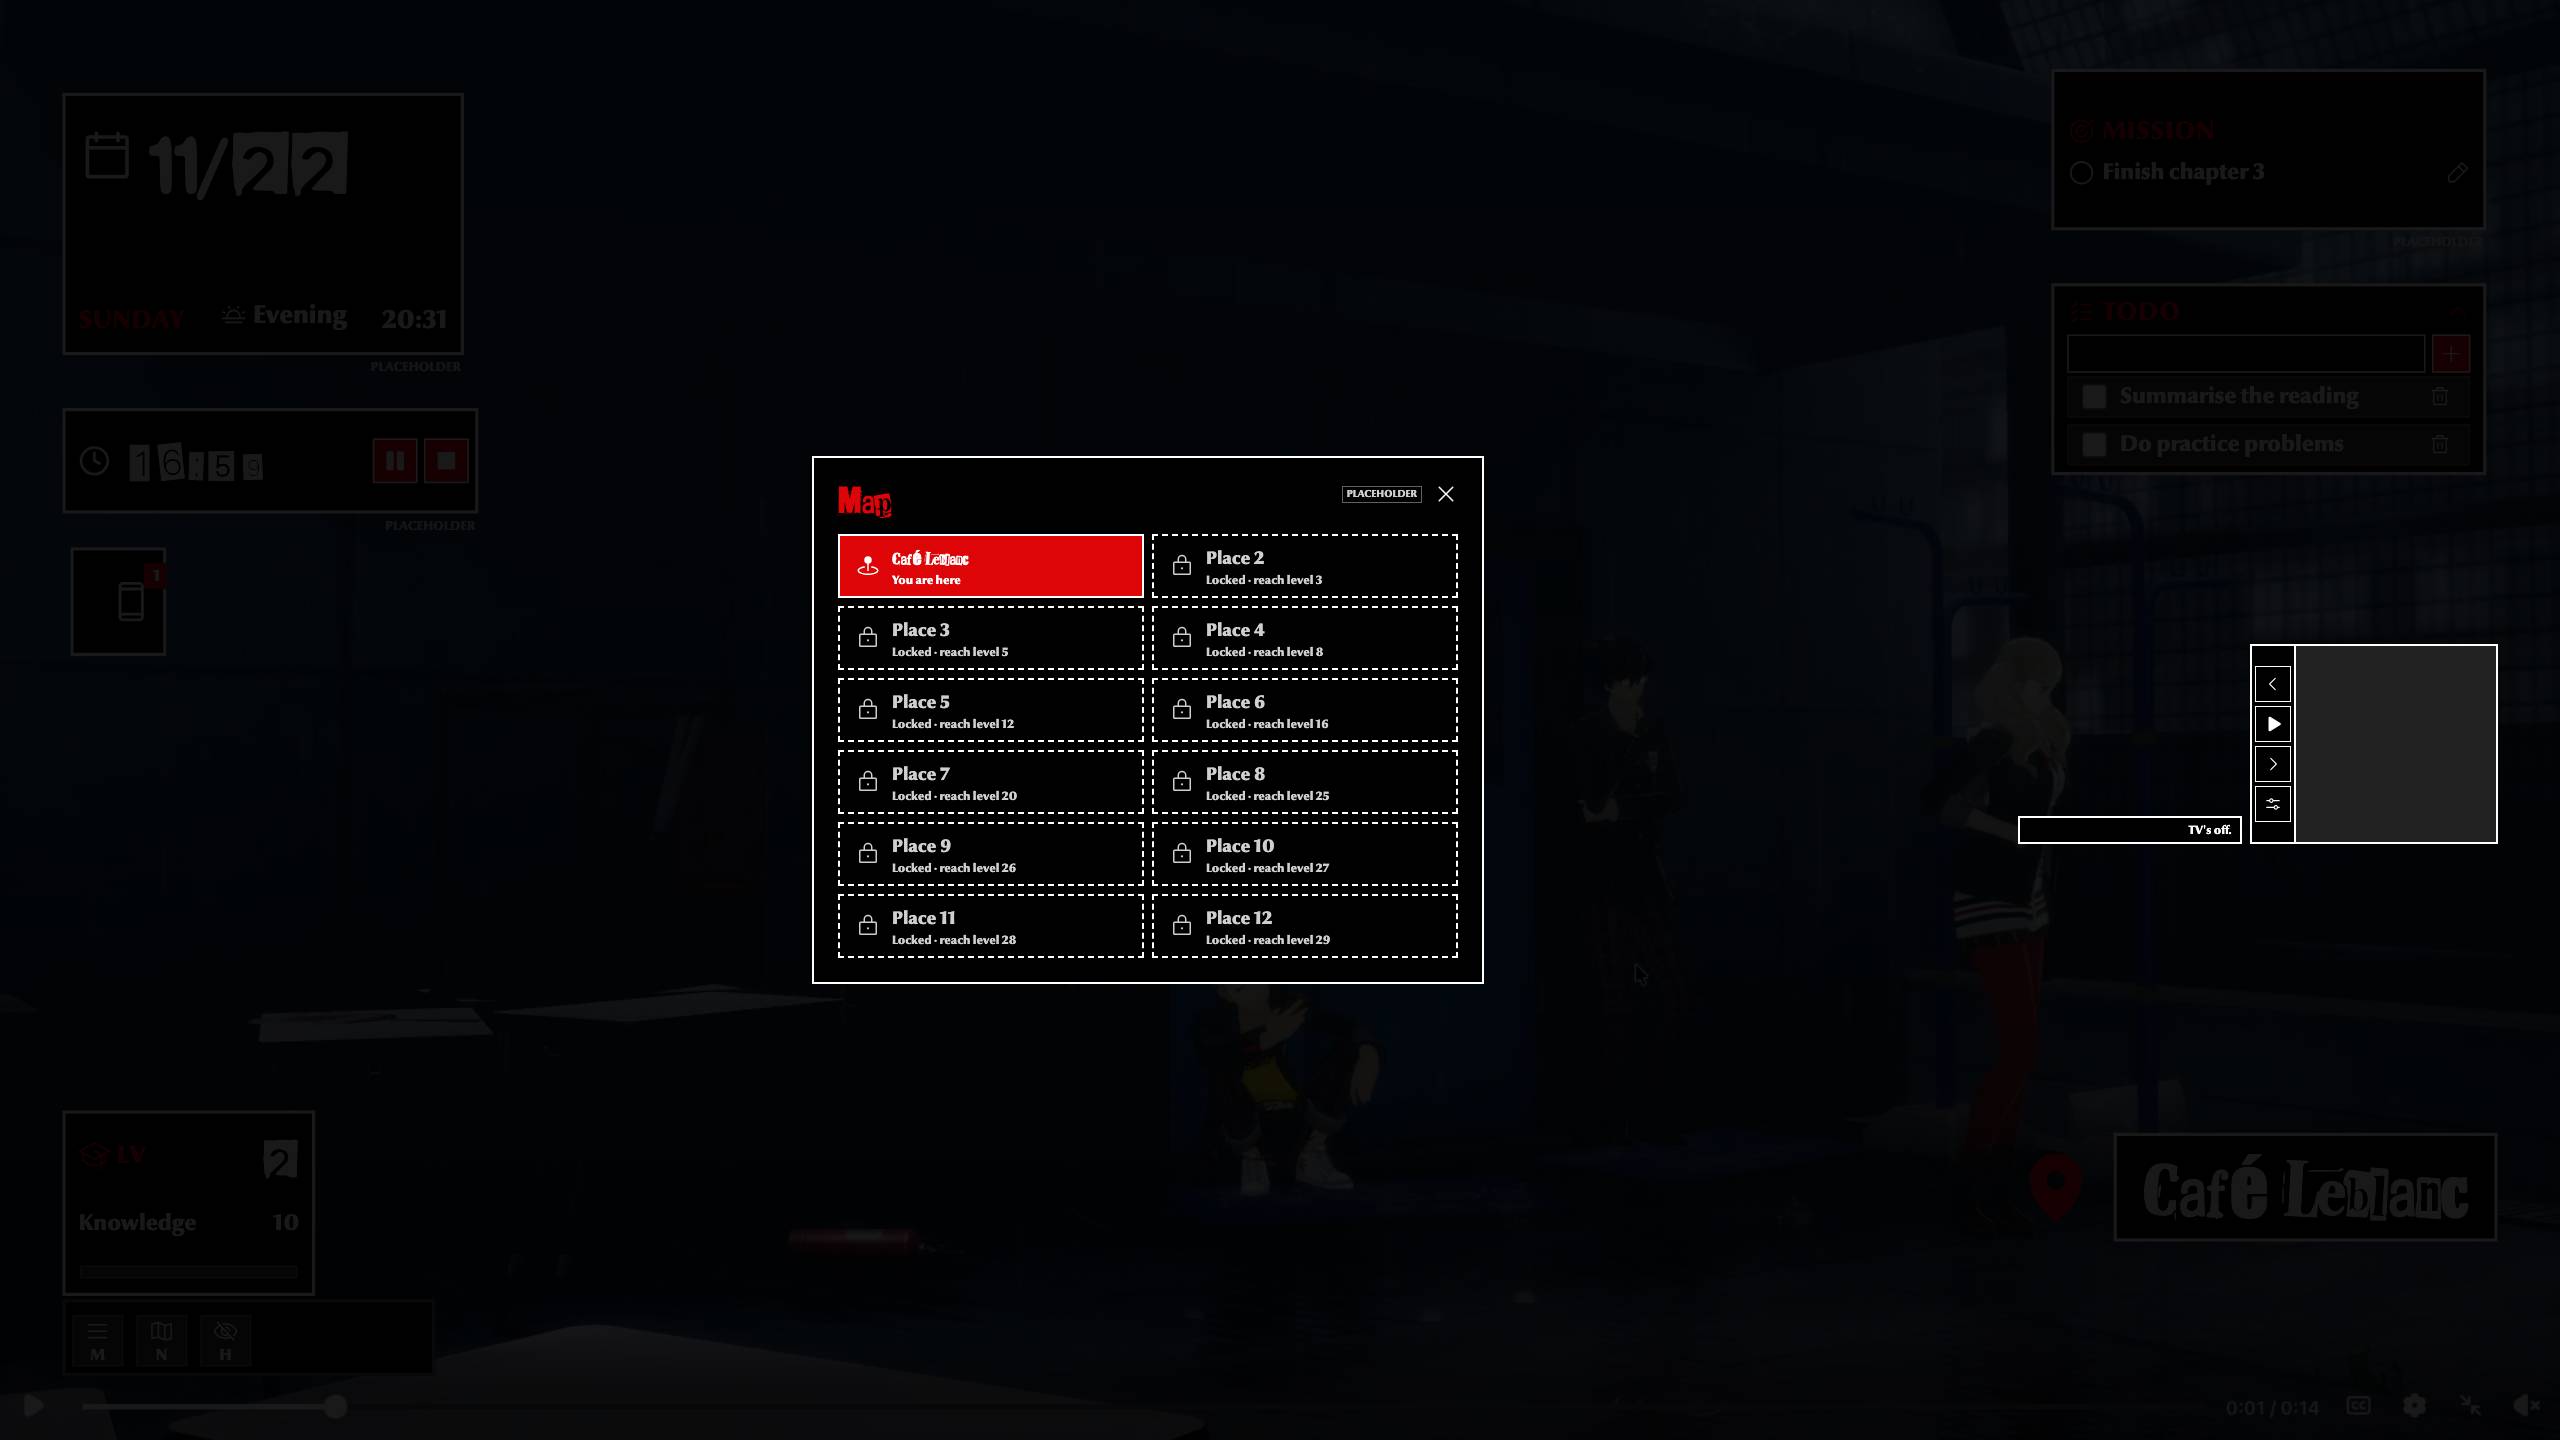 11/22
SUNDAY Evening 20:31
PLACEHOLDER
16:59
PLACEHOLDER
1
LV 2
Knowledge 10
M N H
Map PLACEHOLDER
Café Leblanc
You are here
Place 2
Locked · reach level 3
Place 3
Locked · reach level 5
Place 4
Locked · reach level 8
Place 5
Locked · reach level 12
Place 6
Locked · reach level 16
Place 7
Locked · reach level 20
Place 8
Locked · reach level 25
Place 9
Locked · reach level 26
Place 10
Locked · reach level 27
Place 11
Locked · reach level 28
Place 12
Locked · reach level 29
MISSION
Finish chapter 3
PLACEHOLDER
TODO
Summarise the reading
Do practice problems
TV's off.
Café Leblanc
0:01 / 0:14
CC